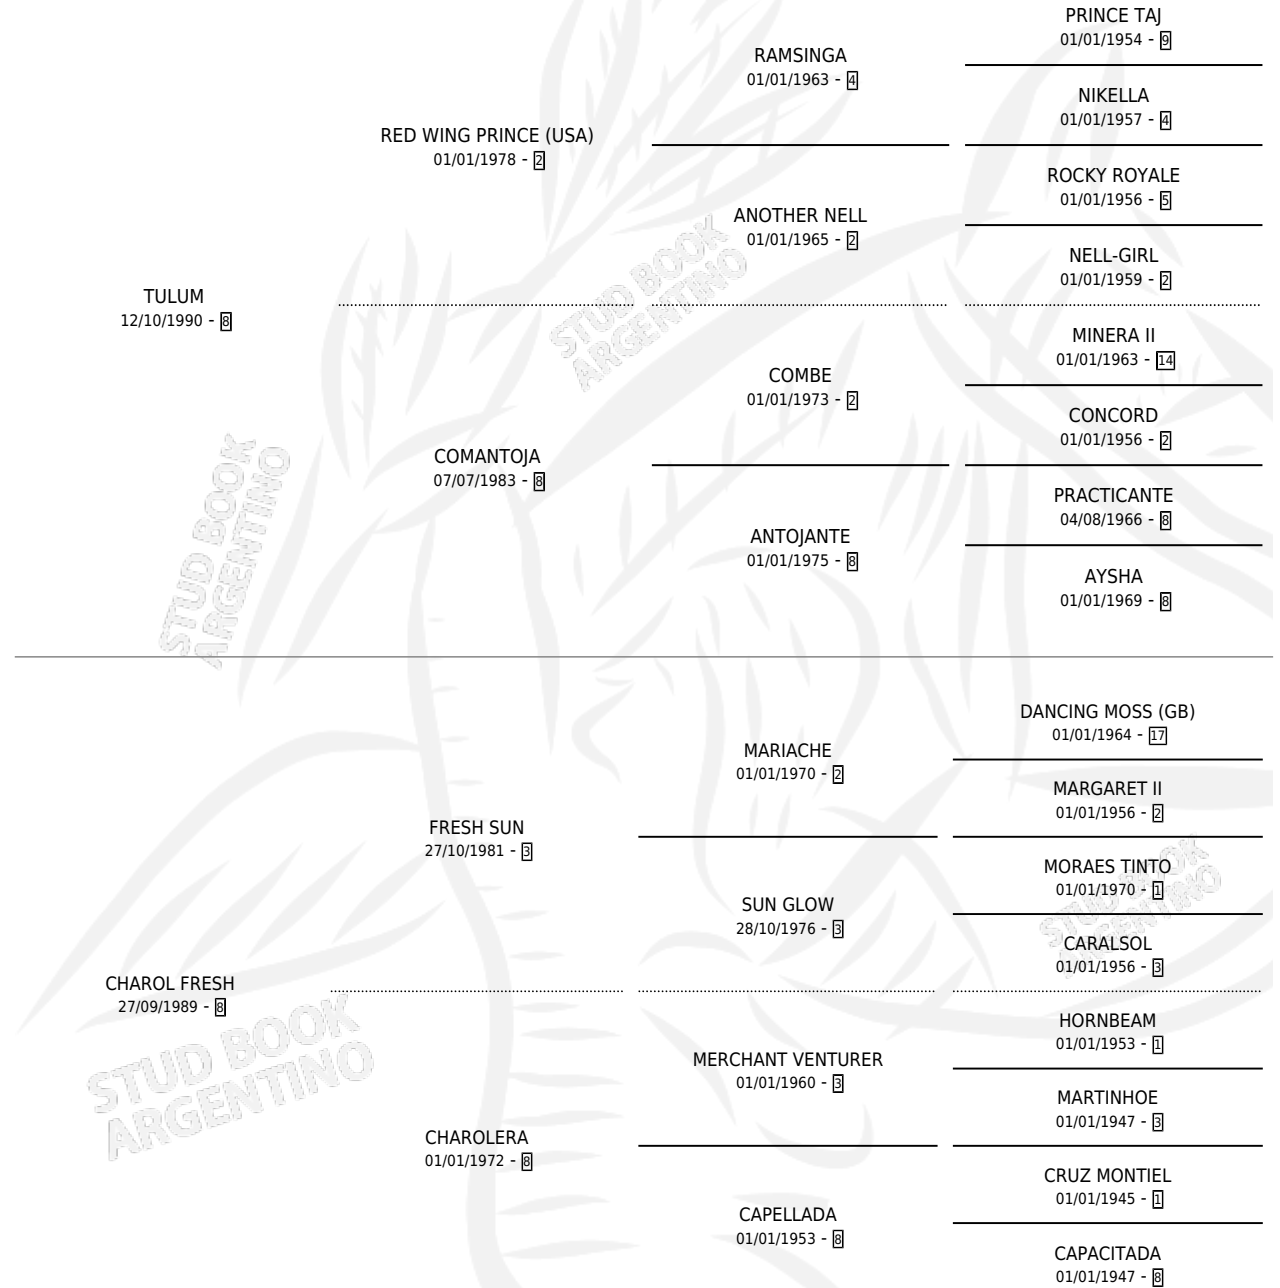 PRINCE TAJ
01/01/1954 - 9
RAMSINGA
01/01/1963 - 4
NIKELLA
01/01/1957 - 4
RED WING PRINCE (USA)
01/01/1978 - 2
ROCKY ROYALE
01/01/1956 - 5
ANOTHER NELL
01/01/1965 - 2
NELL-GIRL
01/01/1959 - 2
TULUM
12/10/1990 - 8
STUD BOOK
ARGENTINO
MINERA II
01/01/1963 - 14
COMBE
01/01/1973 - 2
CONCORD
01/01/1956 - 2
COMANTOJA
07/07/1983 - 8
PRACTICANTE
04/08/1966 - 8
ANTOJANTE
01/01/1975 - 8
AYSHA
01/01/1969 - 8
STUD BOOK
ARGENTINO
DANCING MOSS (GB)
01/01/1964 - 17
MARIACHE
01/01/1970 - 2
MARGARET II
01/01/1956 - 2
FRESH SUN
27/10/1981 - 3
MORAES TINTO
01/01/1970 - 1
SUN GLOW
28/10/1976 - 3
STUD BOOK
ARGENTINO
CARALSOL
01/01/1956 - 3
CHAROL FRESH
27/09/1989 - 8
HORNBEAM
01/01/1953 - 1
MERCHANT VENTURER
01/01/1960 - 3
STUD BOOK
ARGENTINO
MARTINHOE
01/01/1947 - 3
CHAROLERA
01/01/1972 - 8
CRUZ MONTIEL
01/01/1945 - 1
CAPELLADA
01/01/1953 - 8
CAPACITADA
01/01/1947 - 8